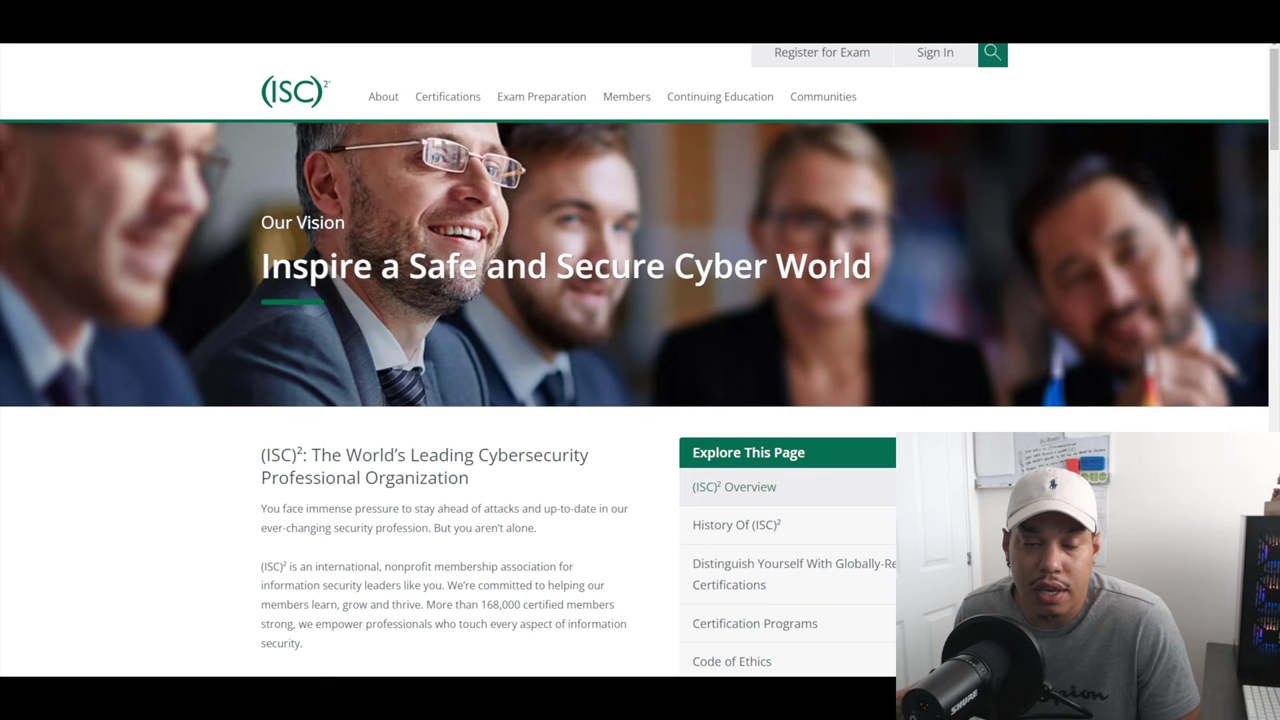 Register for Exam
Sign In
(ISC)²
About
Certifications
Exam Preparation
Members
Continuing Education
Communities
Our Vision
Inspire a Safe and Secure Cyber World
(ISC)²: The World's Leading Cybersecurity
Professional Organization
You face immense pressure to stay ahead of attacks and up-to-date in our
ever-changing security profession. But you aren't alone.
(ISC)² is an international, nonprofit membership association for
information security leaders like you. We're committed to helping our
members learn, grow and thrive. More than 168,000 certified members
strong, we empower professionals who touch every aspect of information
security.
Explore This Page
(ISC)² Overview
History Of (ISC)²
Distinguish Yourself With Globally-Re
Certifications
Certification Programs
Code of Ethics
SHURE